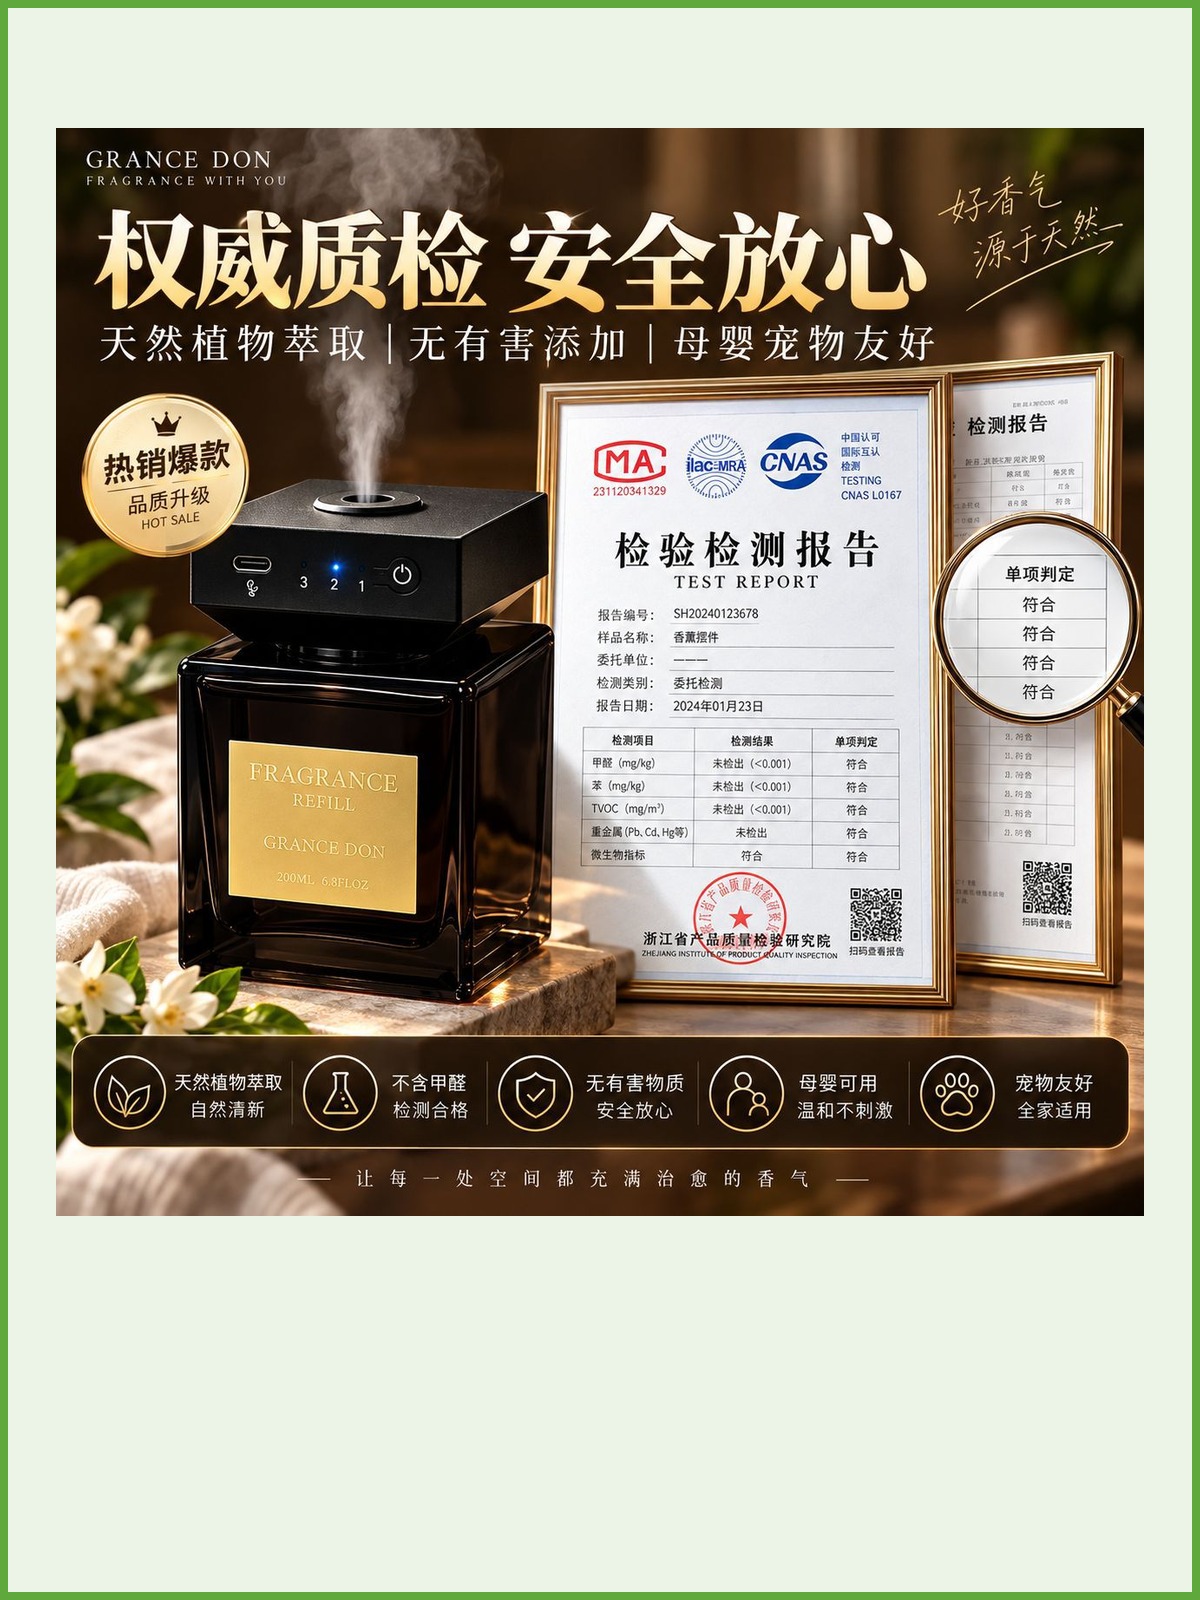 GRANCE DON
FRAGRANCE WITH YOU
权威质检 安全放心
天然植物萃取 | 无有害添加 | 母婴宠物友好
好香气
源于天然
热销爆款
品质升级
HOT SALE
3 2 1
FRAGRANCE
REFILL
GRANCE DON
200ML 6.8FLOZ
MA
231120341329
ilac-MRA
CNAS
中国认可
国际互认
检测
TESTING
CNAS L0167
检验检测报告
TEST REPORT
报告编号： SH20240123678
样品名称： 香薰摆件
委托单位： ———
检测类别： 委托检测
报告日期： 2024年01月23日
检测项目 检测结果 单项判定
甲醛（mg/kg） 未检出（<0.001） 符合
苯（mg/kg） 未检出（<0.001） 符合
TVOC（mg/m³） 未检出（<0.001） 符合
重金属（Pb、Cd、Hg等） 未检出 符合
微生物指标 符合 符合
浙江省产品质量检验研究院
ZHEJIANG INSTITUTE OF PRODUCT QUALITY INSPECTION
扫码查看报告
检测报告
单项判定
符合
符合
符合
符合
扫码查看报告
天然植物萃取
自然清新
不含甲醛
检测合格
无有害物质
安全放心
母婴可用
温和不刺激
宠物友好
全家适用
让每一处空间都充满治愈的香气